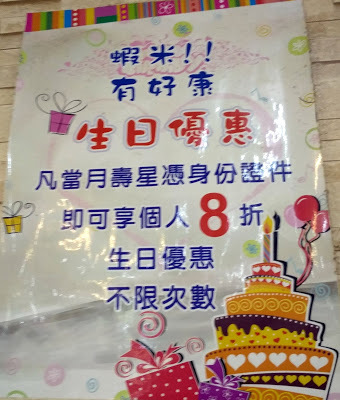 蝦米!!
有好康
生日優惠
凡當月壽星憑身份證件
即可享個人8折
生日優惠
不限次數